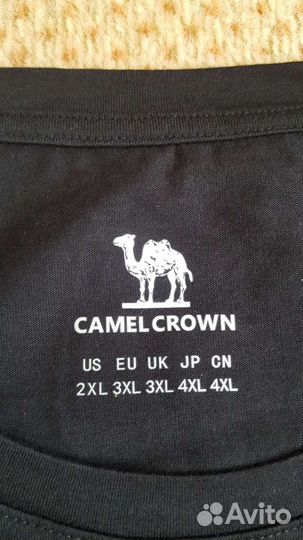 CAMEL CROWN
US EU UK JP CN
2XL 3XL 3XL 4XL 4XL
Avito